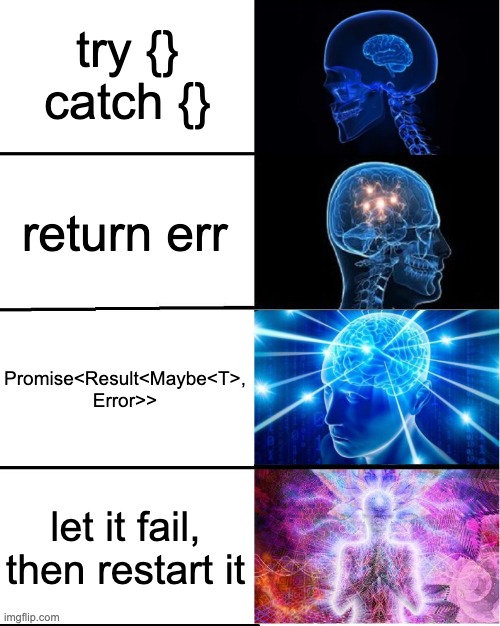 try {}
catch {}
return err
Promise<Result<Maybe<T>,
Error>>
let it fail,
then restart it
imgflip.com